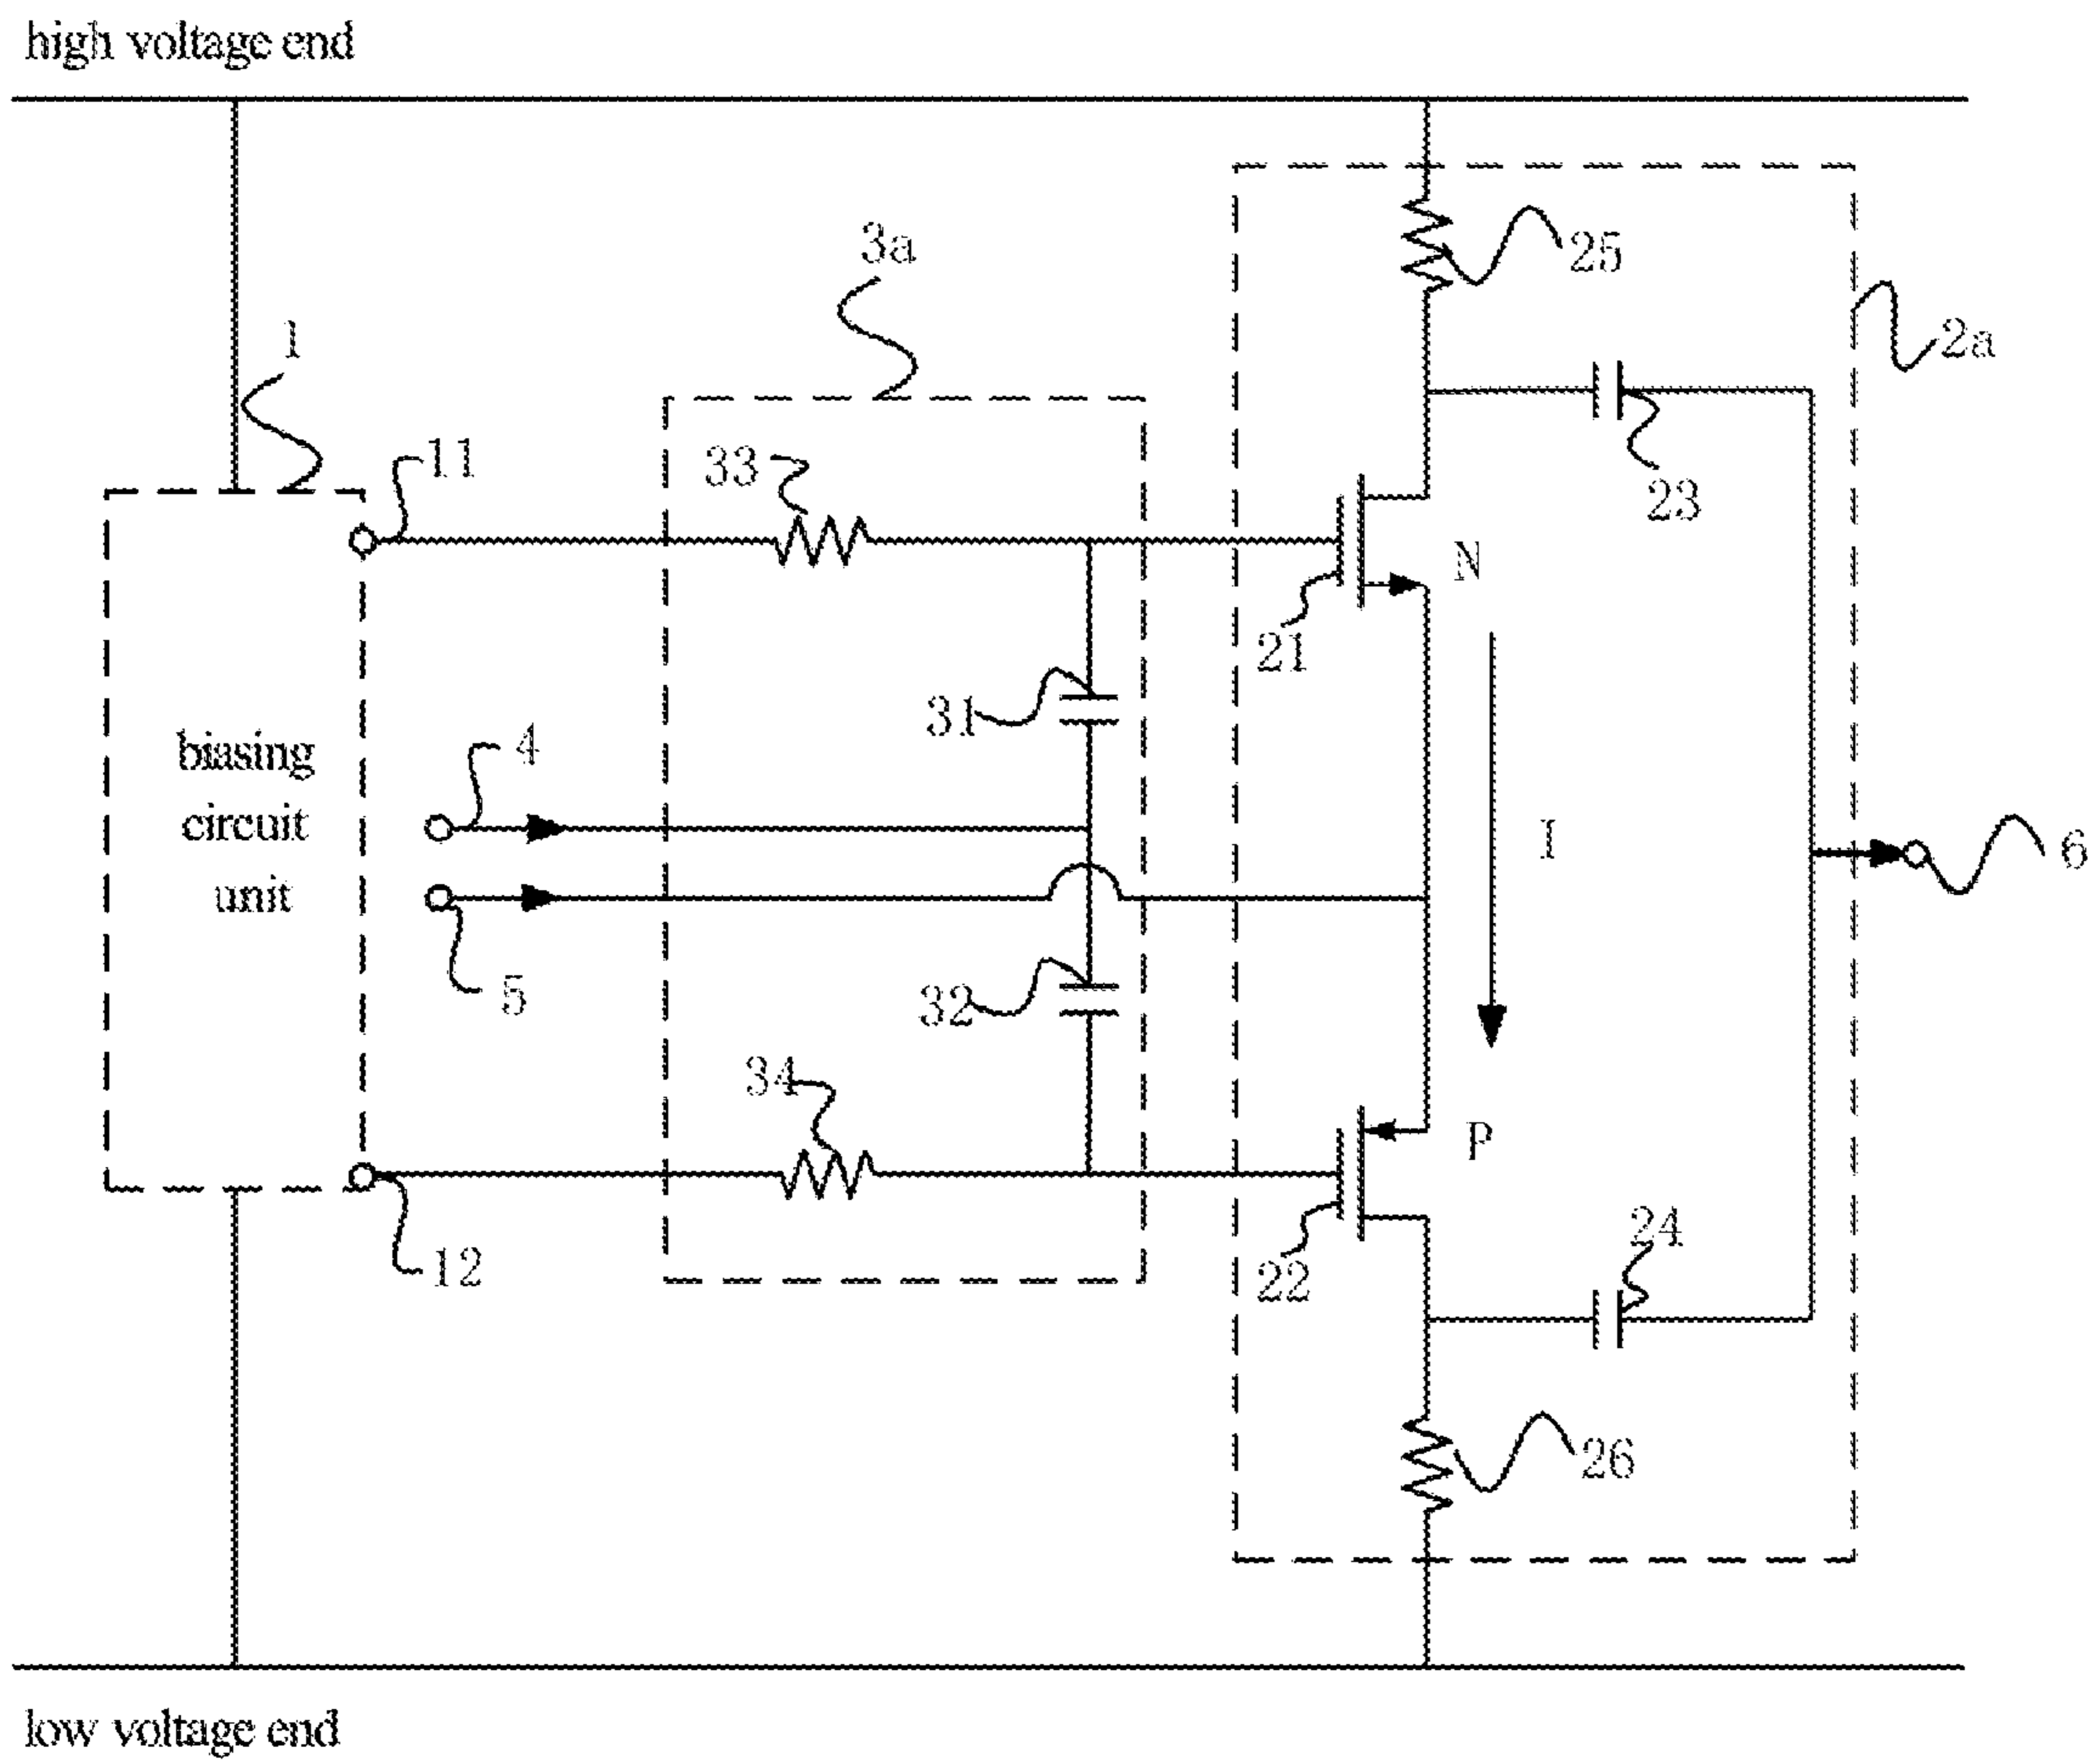 high voltage end
3a
25
1
2a
11
33
23
N
21
31
4
biasing
circuit
unit
I
6
5
32
34
P
24
12
22
26
low voltage end